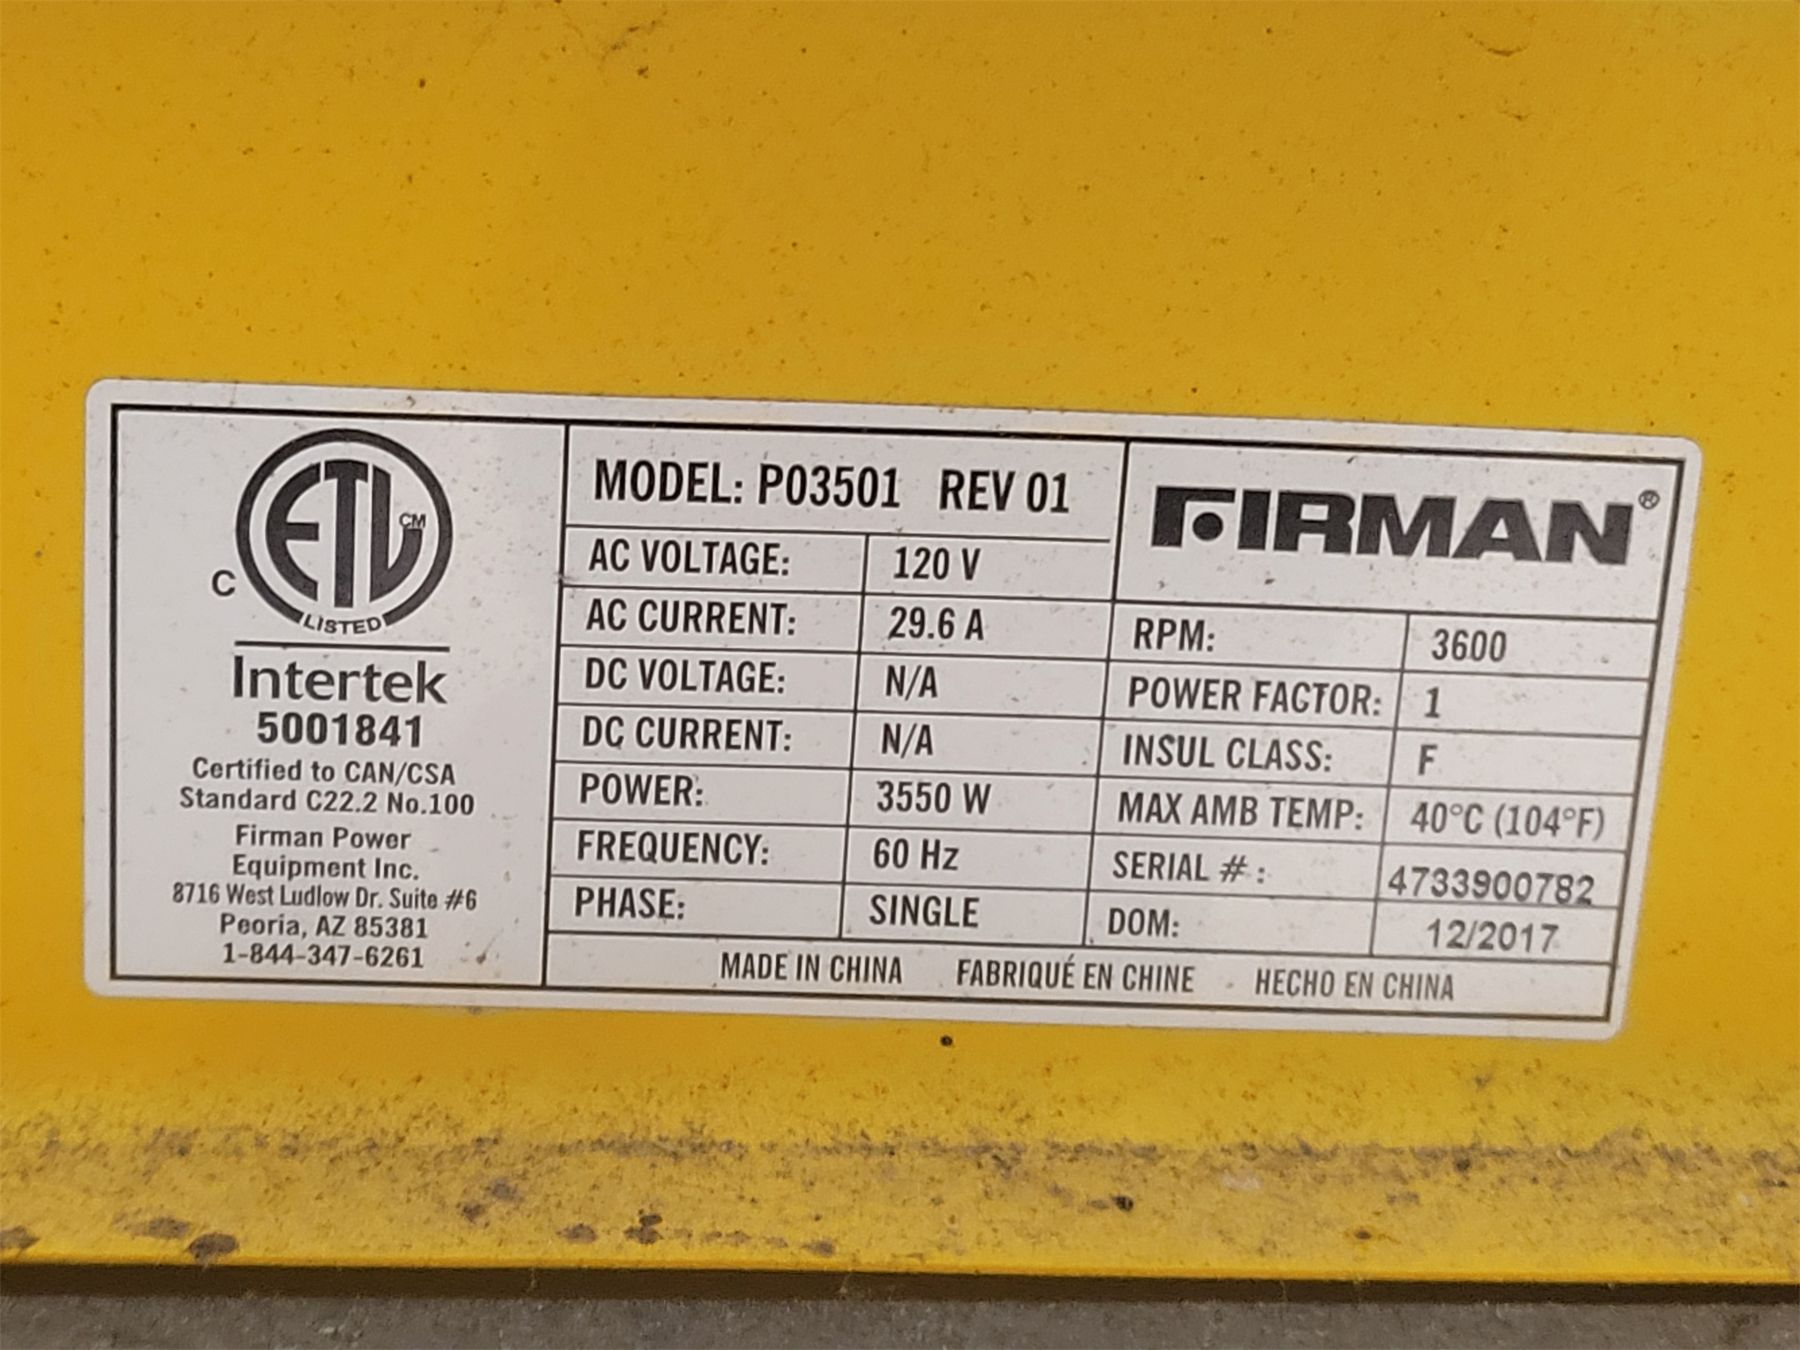 ETL CM
C
LISTED
Intertek
5001841
Certified to CAN/CSA
Standard C22.2 No.100
Firman Power
Equipment Inc.
8716 West Ludlow Dr. Suite #6
Peoria, AZ 85381
1-844-347-6261
MODEL: P03501 REV 01
AC VOLTAGE: 120 V
AC CURRENT: 29.6 A
DC VOLTAGE: N/A
DC CURRENT: N/A
POWER: 3550 W
FREQUENCY: 60 Hz
PHASE: SINGLE
FIRMAN®
RPM: 3600
POWER FACTOR: 1
INSUL CLASS: F
MAX AMB TEMP: 40°C (104°F)
SERIAL #: 4733900782
DOM: 12/2017
MADE IN CHINA FABRIQUÉ EN CHINE HECHO EN CHINA